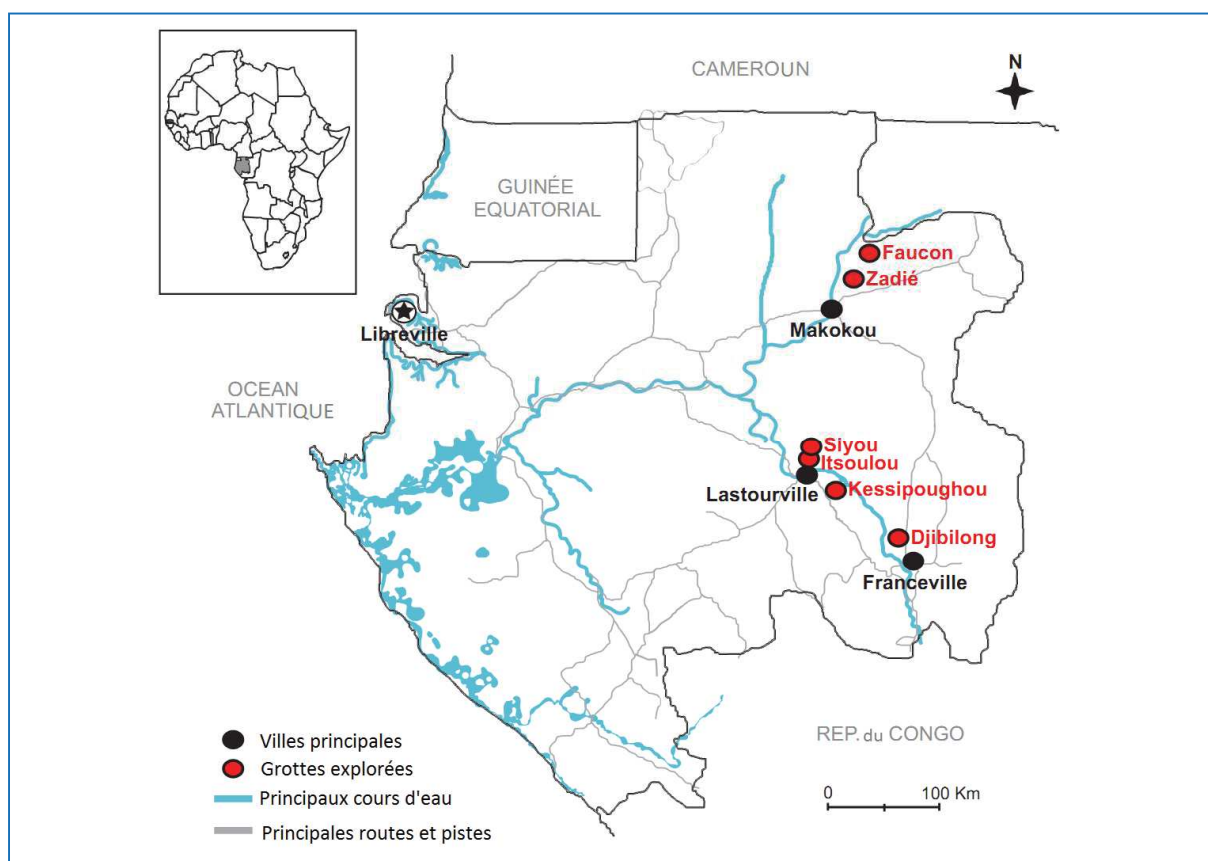 CAMEROUN
N
GUINÉE
EQUATORIAL
Faucon
Zadié
Makokou
Libreville
OCEAN
ATLANTIQUE
Siyou
Itsoulou
Lastourville
Kessipoughou
Djibilong
Franceville
REP. du CONGO
Villes principales
Grottes explorées
Principaux cours d'eau
Principales routes et pistes
0 100 Km